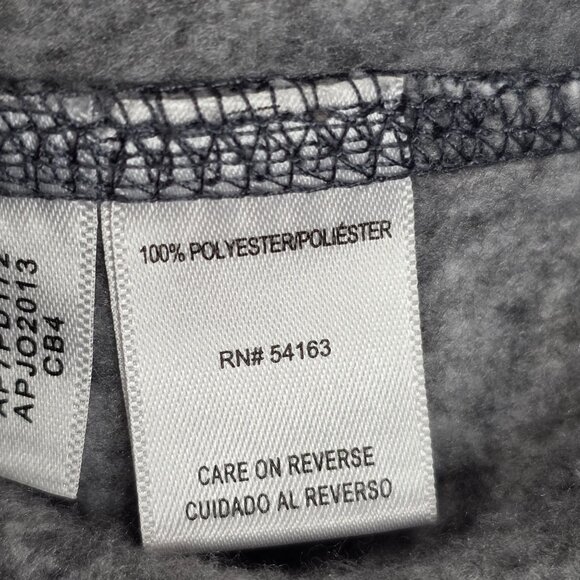 100% POLYESTER/POLIÉSTER
RN# 54163
CARE ON REVERSE
CUIDADO AL REVERSO
APJO2013
CB4